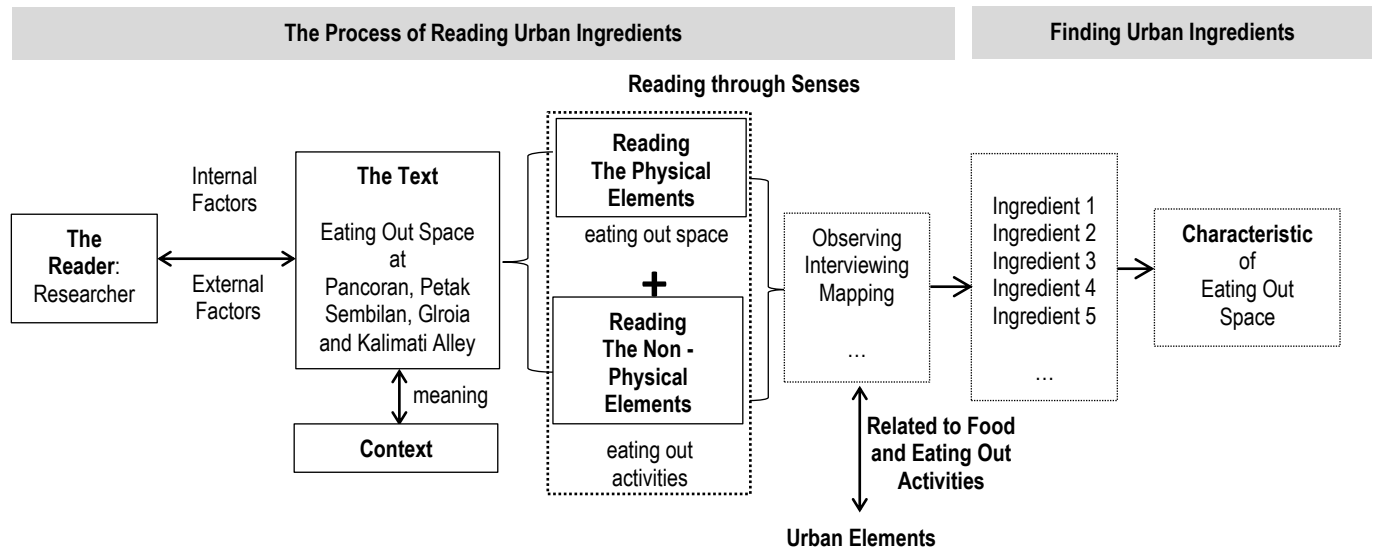 The Process of Reading Urban Ingredients
Finding Urban Ingredients
Reading through Senses
The
Reader:
Researcher
Internal
Factors
External
Factors
The Text
Eating Out Space
at
Pancoran, Petak
Sembilan, Glroia
and Kalimati Alley
meaning
Context
Reading
The Physical
Elements
eating out space
+
Reading
The Non -
Physical
Elements
eating out
activities
Observing
Interviewing
Mapping
...
Related to Food
and Eating Out
Activities
Urban Elements
Ingredient 1
Ingredient 2
Ingredient 3
Ingredient 4
Ingredient 5
...
Characteristic
of
Eating Out
Space